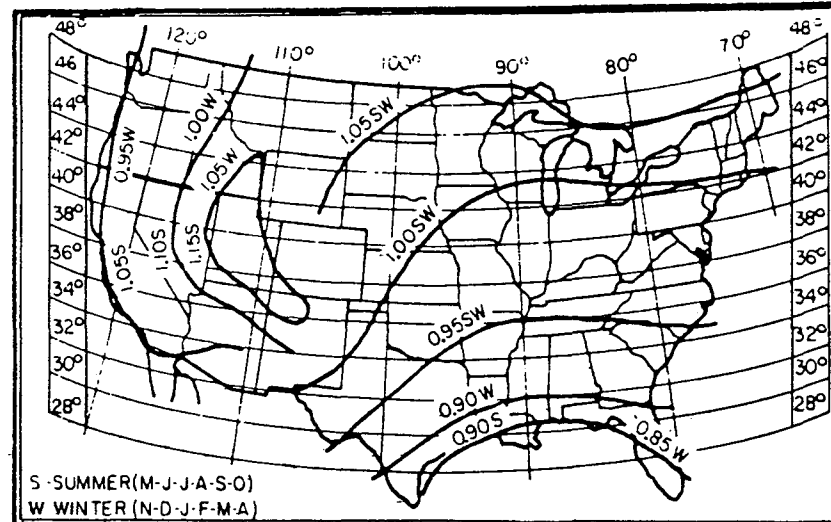 48° 120° 110° 100° 90° 80° 70° 48°
46 46°
44° 44°
42° 42°
40° 40°
38° 38°
36° 36°
34° 34°
32° 32°
30° 30°
28° 28°
0.95W
1.00W
1.05W
1.05S
1.10S
1.15S
1.05SW
1.00SW
0.95SW
0.90W
0.90S
0.85W
S-SUMMER(M-J-J-A-S-O)
W WINTER(N-D-J-F-M-A)